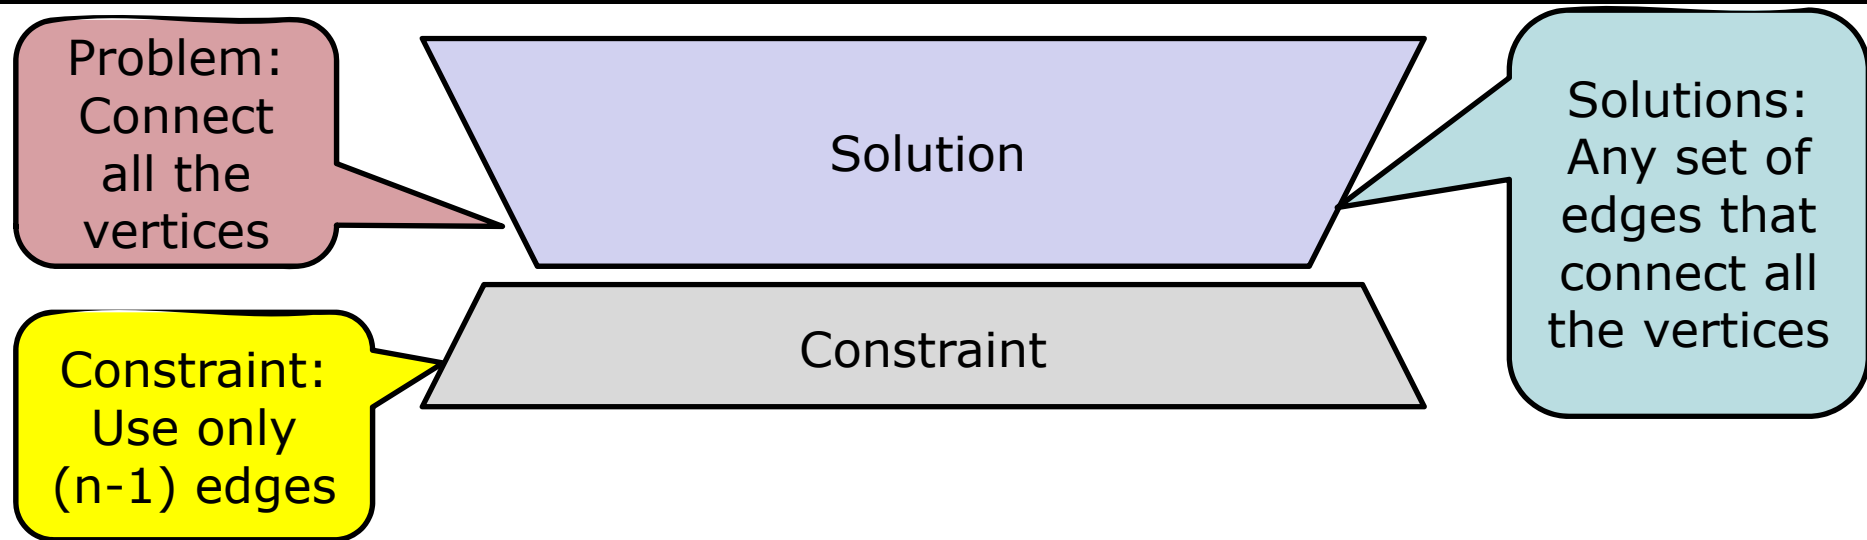 Problem:
Connect
all the
vertices
Solution
Solutions:
Any set of
edges that
connect all
the vertices
Constraint:
Use only
(n-1) edges
Constraint